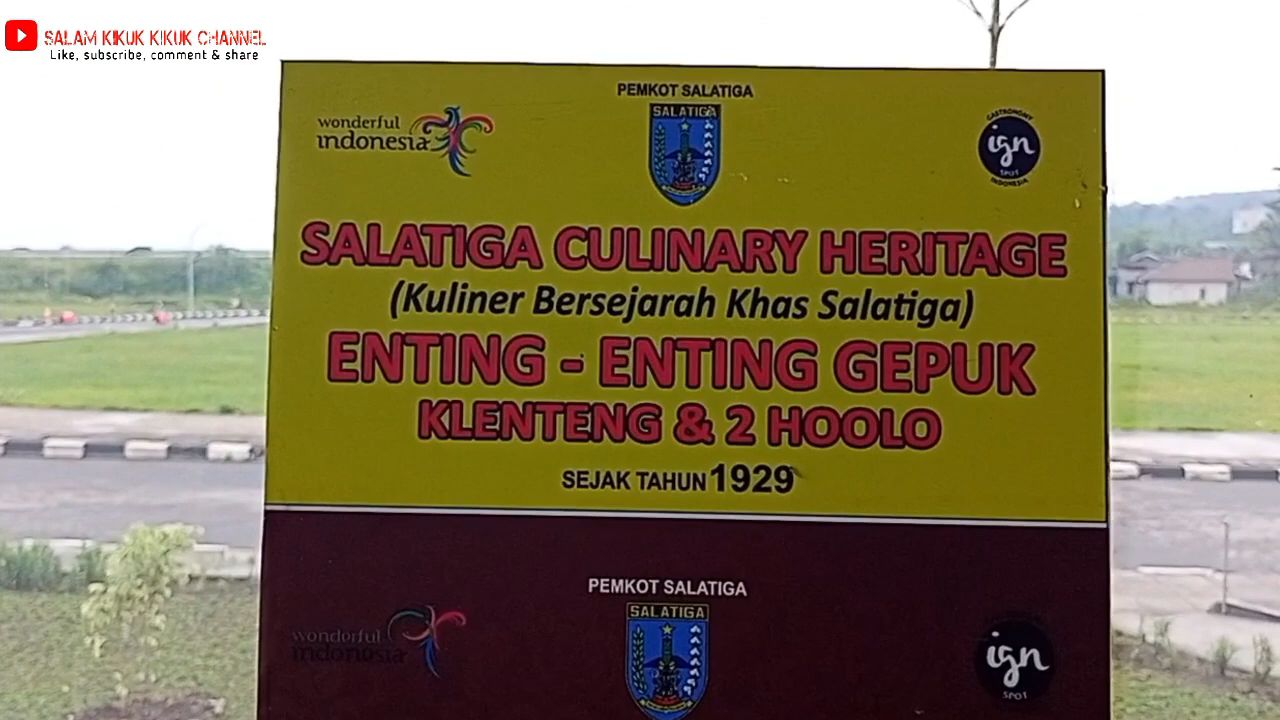 SALAM KIKUK KIKUK CHANNEL
Like, subscribe, comment & share
PEMKOT SALATIGA
SALATIGA
wonderful
indonesia
GASTRONOMY
ign
SPOT
INDONESIA
SALATIGA CULINARY HERITAGE
(Kuliner Bersejarah Khas Salatiga)
ENTING - ENTING GEPUK
KLENTENG & 2 HOOLO
SEJAK TAHUN 1929
PEMKOT SALATIGA
SALATIGA
wonderful
indonesia
ign
SPOT